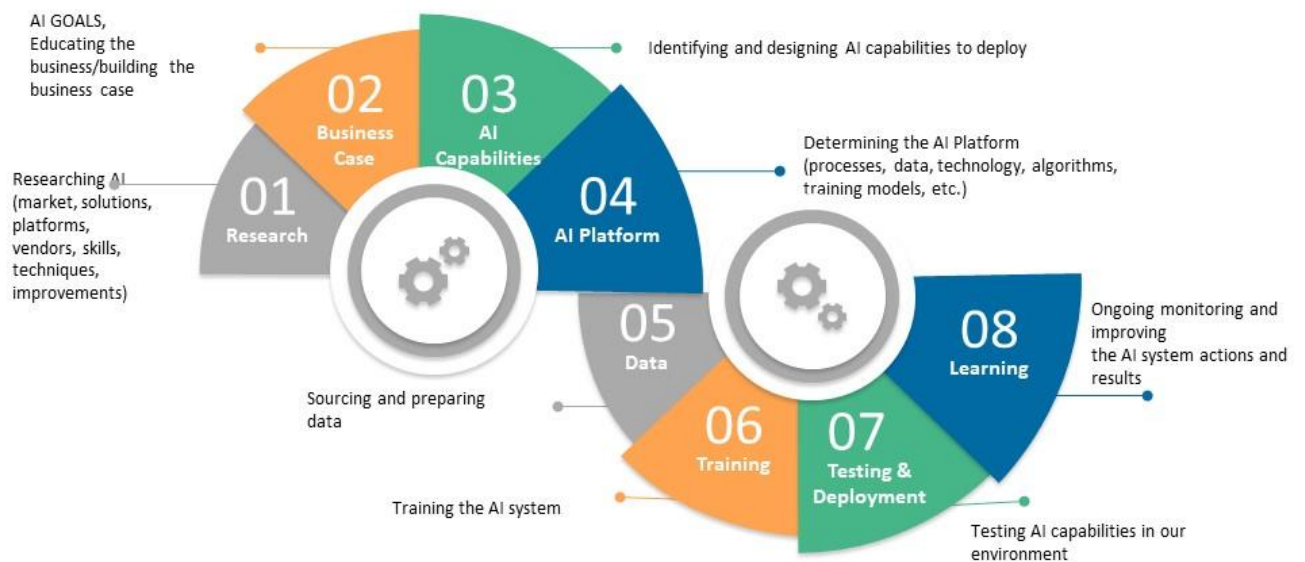 AI GOALS,
Educating the
business/building the
business case
02
Business
Case
03
AI
Capabilities
Identifying and designing AI capabilities to deploy
Researching AI
(market, solutions,
platforms,
vendors, skills,
techniques,
improvements)
01
Research
04
AI Platform
Determining the AI Platform
(processes, data, technology, algorithms,
training models, etc.)
05
Data
Sourcing and preparing
data
06
Training
Training the AI system
07
Testing &
Deployment
Testing AI capabilities in our
environment
08
Learning
Ongoing monitoring and
improving
the AI system actions and
results